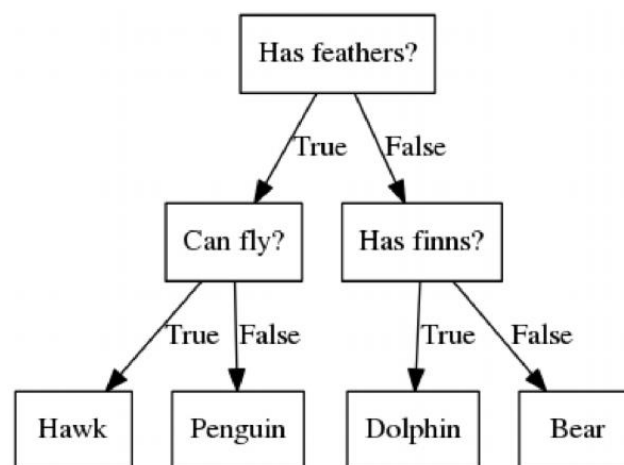 Has feathers?
True
False
Can fly?
Has finns?
True
False
True
False
Hawk
Penguin
Dolphin
Bear